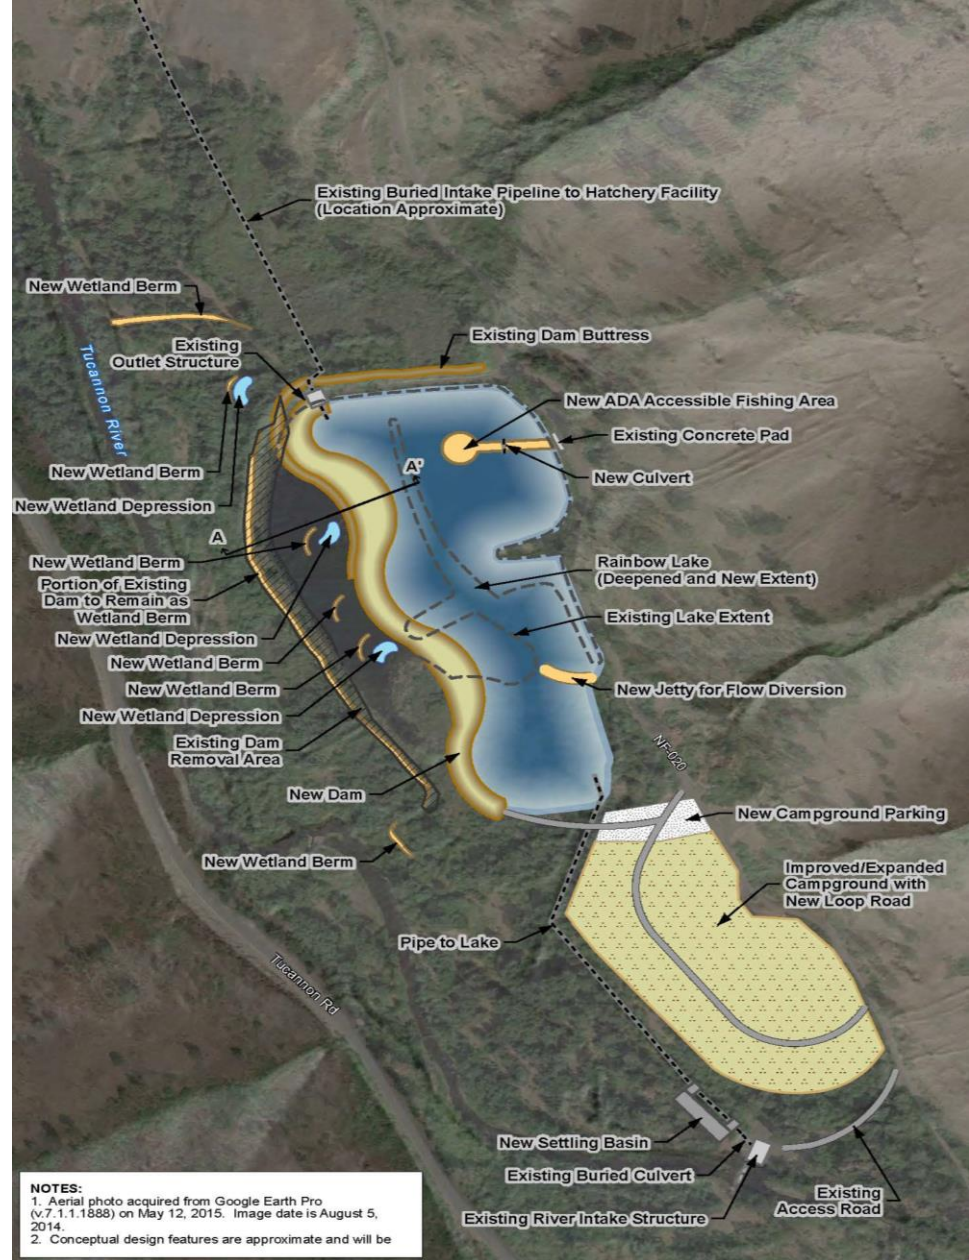 Existing Buried Intake Pipeline to Hatchery Facility
(Location Approximate)
New Wetland Berm
Existing
Outlet Structure
Existing Dam Buttress
Tucannon River
New ADA Accessible Fishing Area
Existing Concrete Pad
New Wetland Berm
A'
New Culvert
New Wetland Depression
A
New Wetland Berm
Rainbow Lake
(Deepened and New Extent)
Portion of Existing
Dam to Remain as
Wetland Berm
Existing Lake Extent
New Wetland Depression
New Wetland Berm
New Wetland Berm
New Jetty for Flow Diversion
New Wetland Depression
Existing Dam
Removal Area
NF-020
New Dam
New Campground Parking
New Wetland Berm
Improved/Expanded
Campground with
New Loop Road
Pipe to Lake
Tucannon Rd
New Settling Basin
Existing Buried Culvert
Existing River Intake Structure
Existing
Access Road
NOTES:
1. Aerial photo acquired from Google Earth Pro
(v.7.1.1.1888) on May 12, 2015. Image date is August 5,
2014.
2. Conceptual design features are approximate and will be